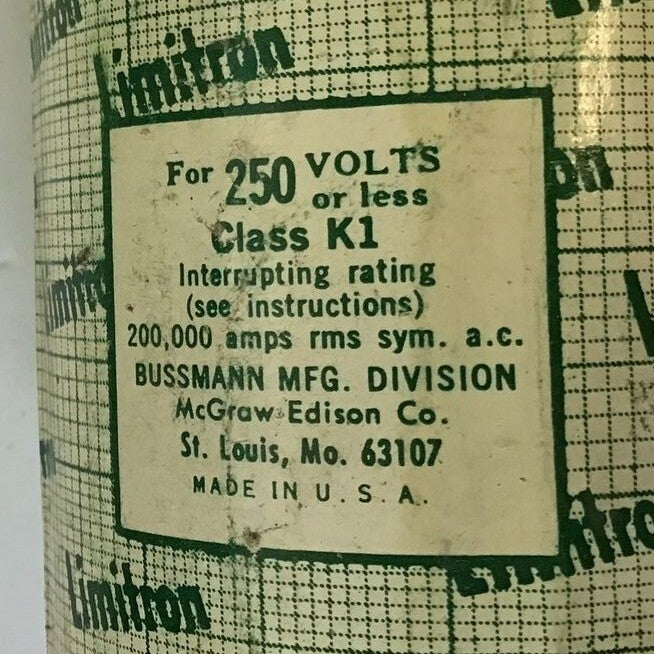 Limitron
For 250 VOLTS
or less
Class K1
Interrupting rating
(see instructions)
200,000 amps rms sym. a.c.
BUSSMANN MFG. DIVISION
McGraw-Edison Co.
St. Louis, Mo. 63107
MADE IN U.S.A.
Limitron
Limitron